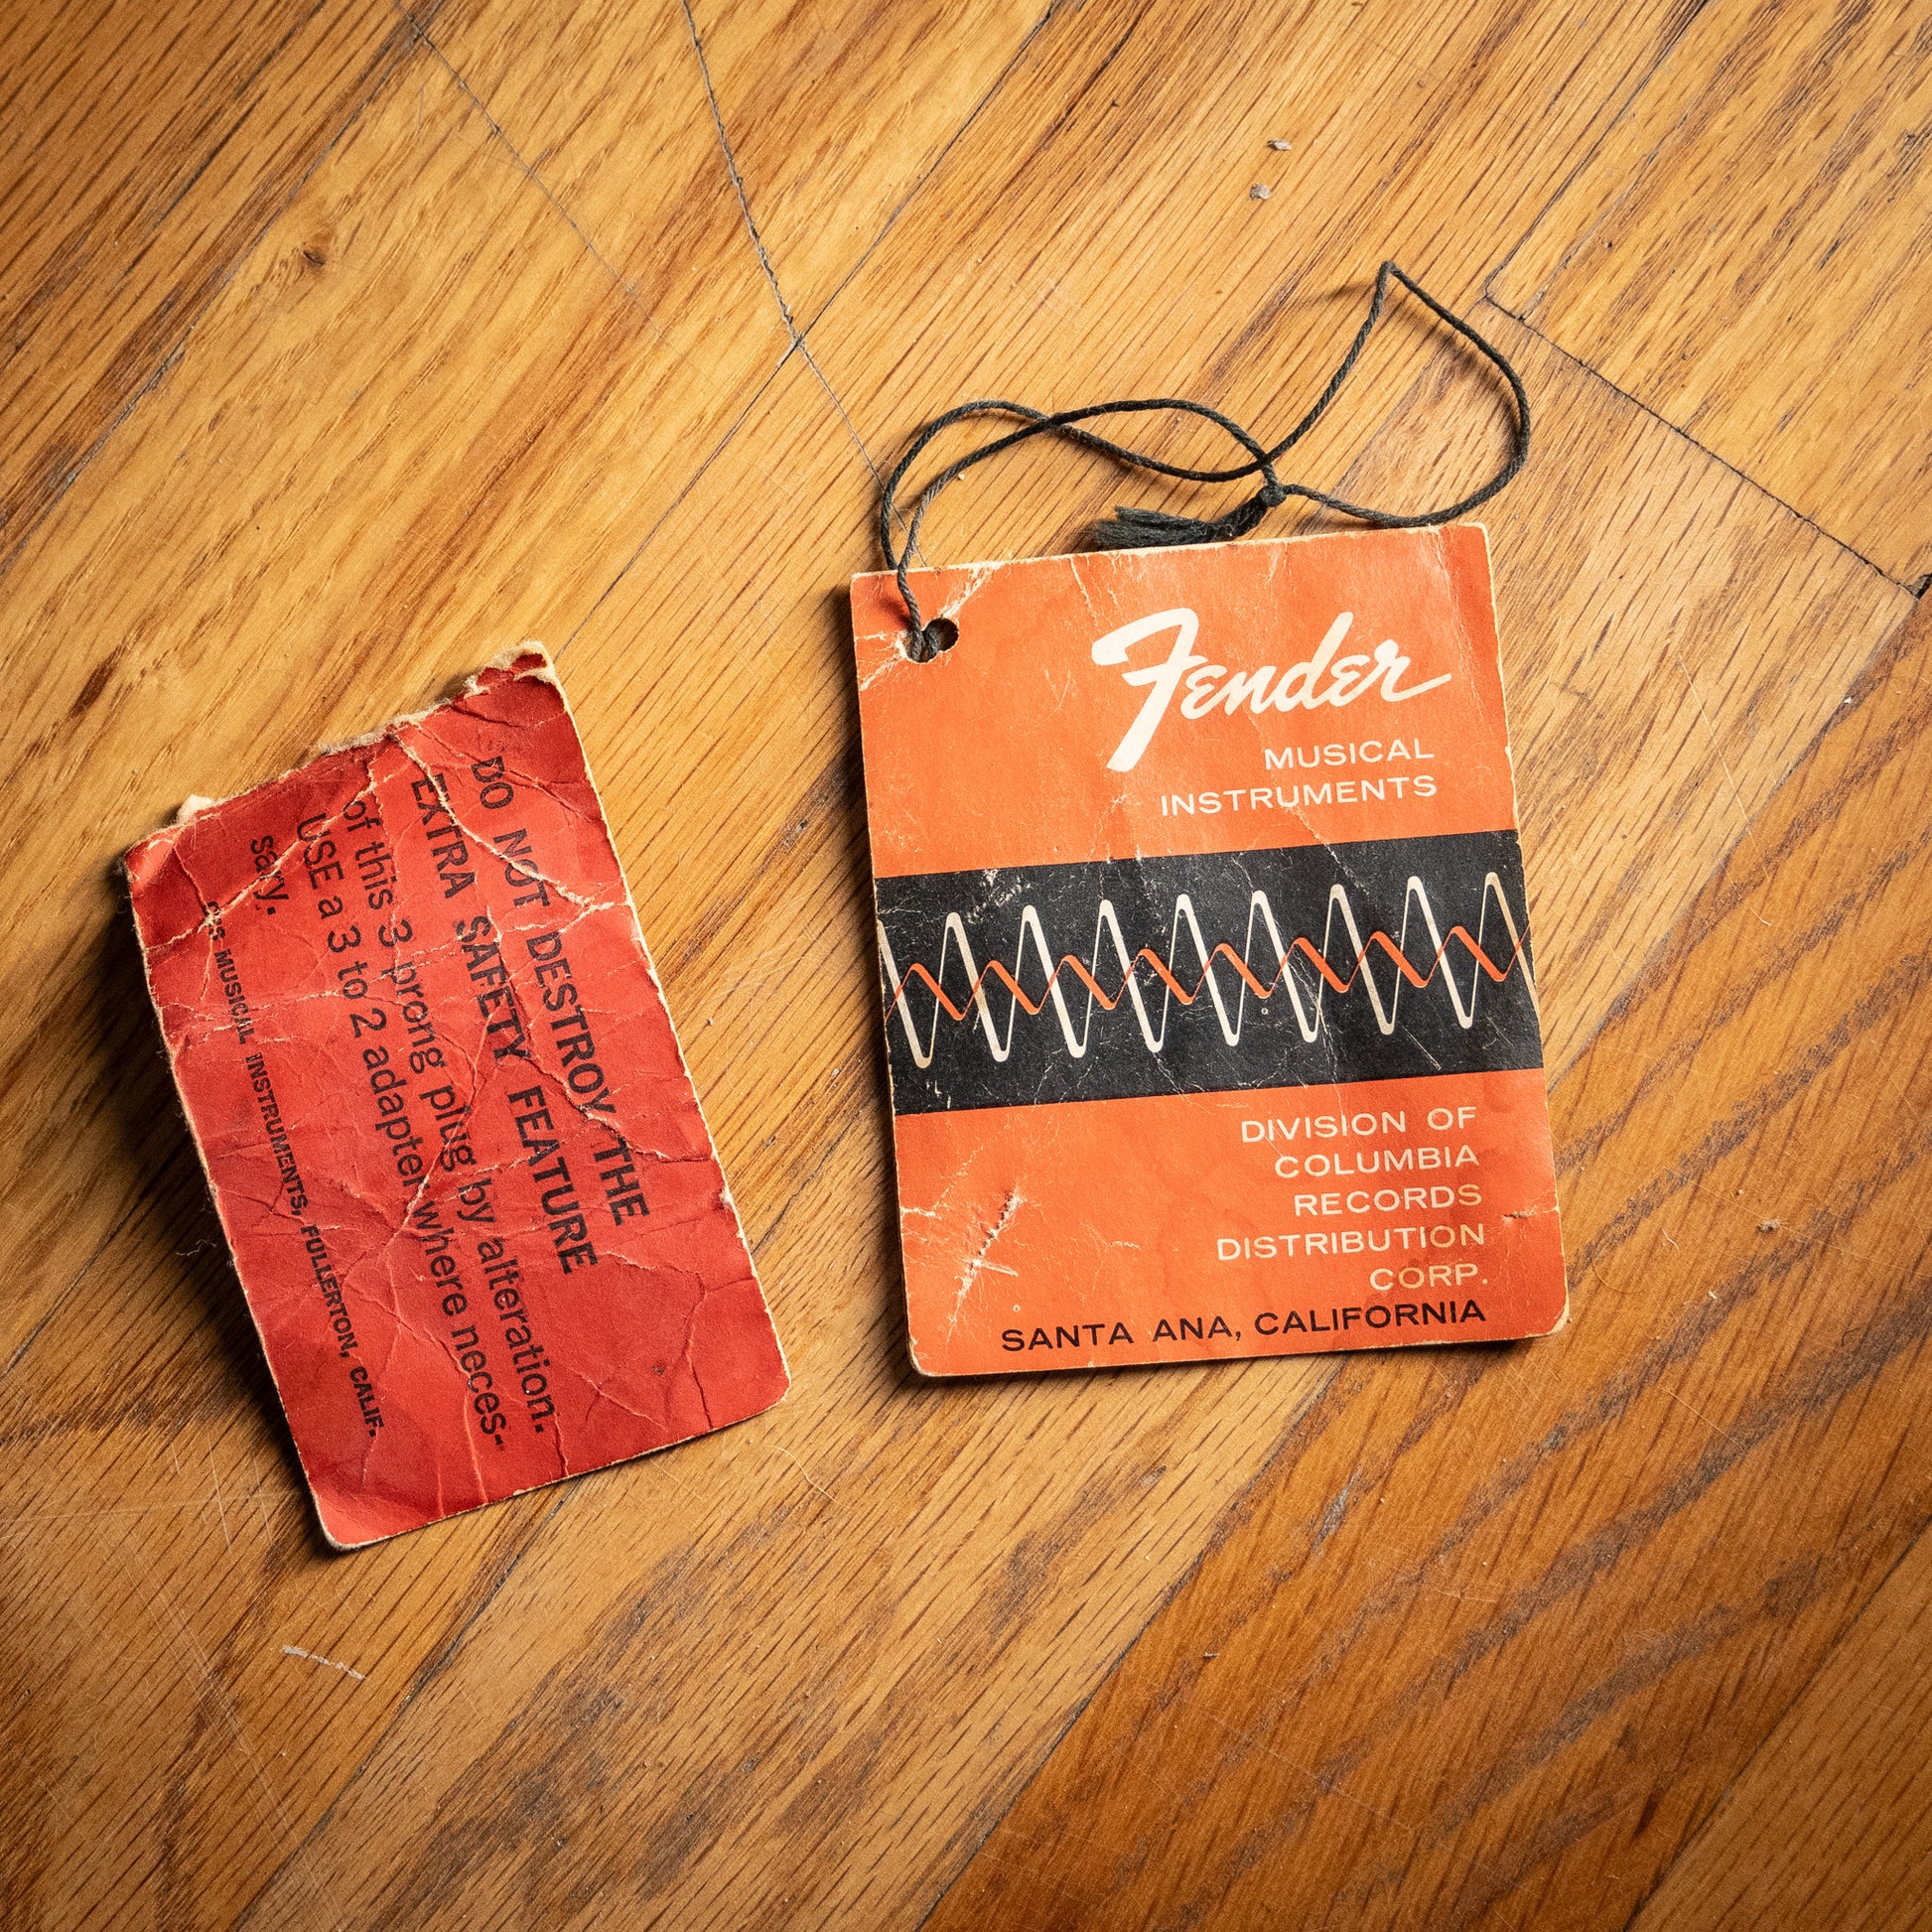 DO NOT DESTROY THE
EXTRA SAFETY FEATURE
of this 3 prong plug by alteration.
USE a 3 to 2 adapter where neces-
sary.
MUSICAL INSTRUMENTS, FULLERTON, CALIF.
Fender
MUSICAL
INSTRUMENTS
DIVISION OF
COLUMBIA
RECORDS
DISTRIBUTION
CORP.
SANTA ANA, CALIFORNIA